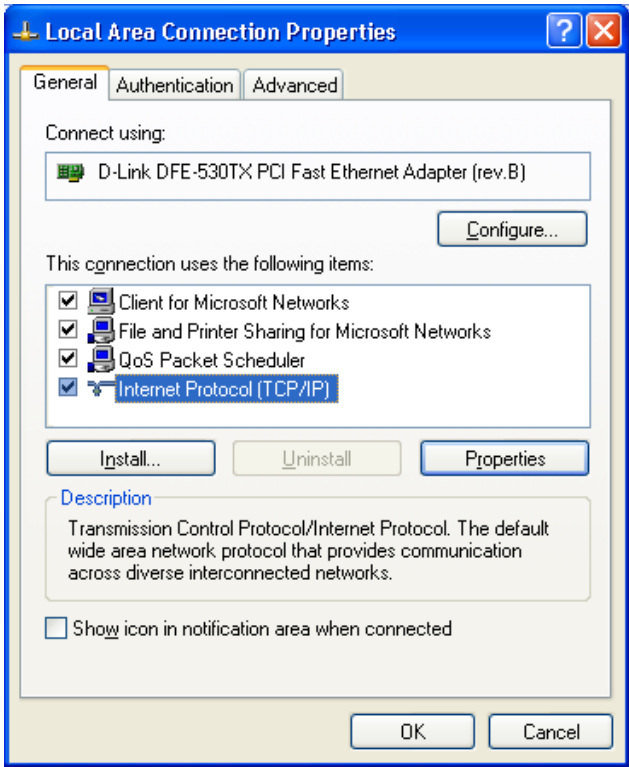 Local Area Connection Properties
General Authentication Advanced
Connect using:
D-Link DFE-530TX PCI Fast Ethernet Adapter (rev.B)
Configure...
This connection uses the following items:
Client for Microsoft Networks
File and Printer Sharing for Microsoft Networks
QoS Packet Scheduler
Internet Protocol (TCP/IP)
Install... Uninstall Properties
Description
Transmission Control Protocol/Internet Protocol. The default
wide area network protocol that provides communication
across diverse interconnected networks.
Show icon in notification area when connected
OK Cancel